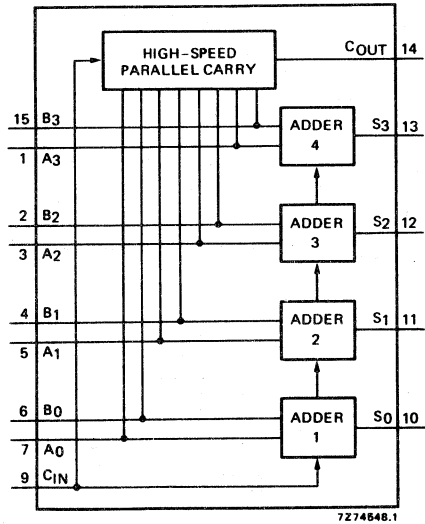 HIGH-SPEED
PARALLEL CARRY
COUT 14
15 B3
ADDER
4
S3 13
1 A3
2 B2
ADDER
3
S2 12
3 A2
4 B1
ADDER
2
S1 11
5 A1
6 B0
ADDER
1
S0 10
7 A0
9 CIN
7Z74548.1